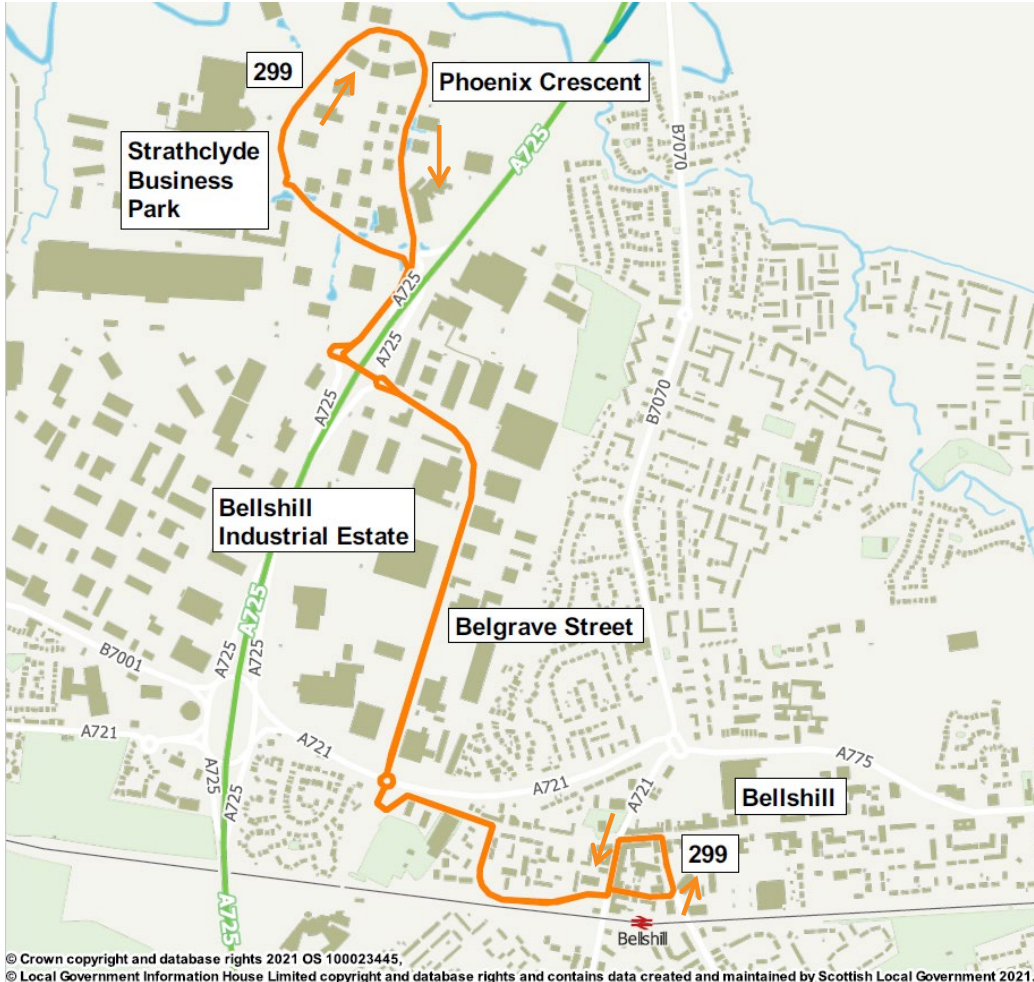 299
Phoenix Crescent
A725
B7070
Strathclyde
Business
Park
A725
A725
B7070
A725
Bellshill
Industrial Estate
A725
Belgrave Street
B7001
A725
A725
A721
A721
A725
A725
A721
A721
A775
Bellshill
299
Bellshill
A725
© Crown copyright and database rights 2021 OS 100023445,
© Local Government Information House Limited copyright and database rights and contains data created and maintained by Scottish Local Government 2021.